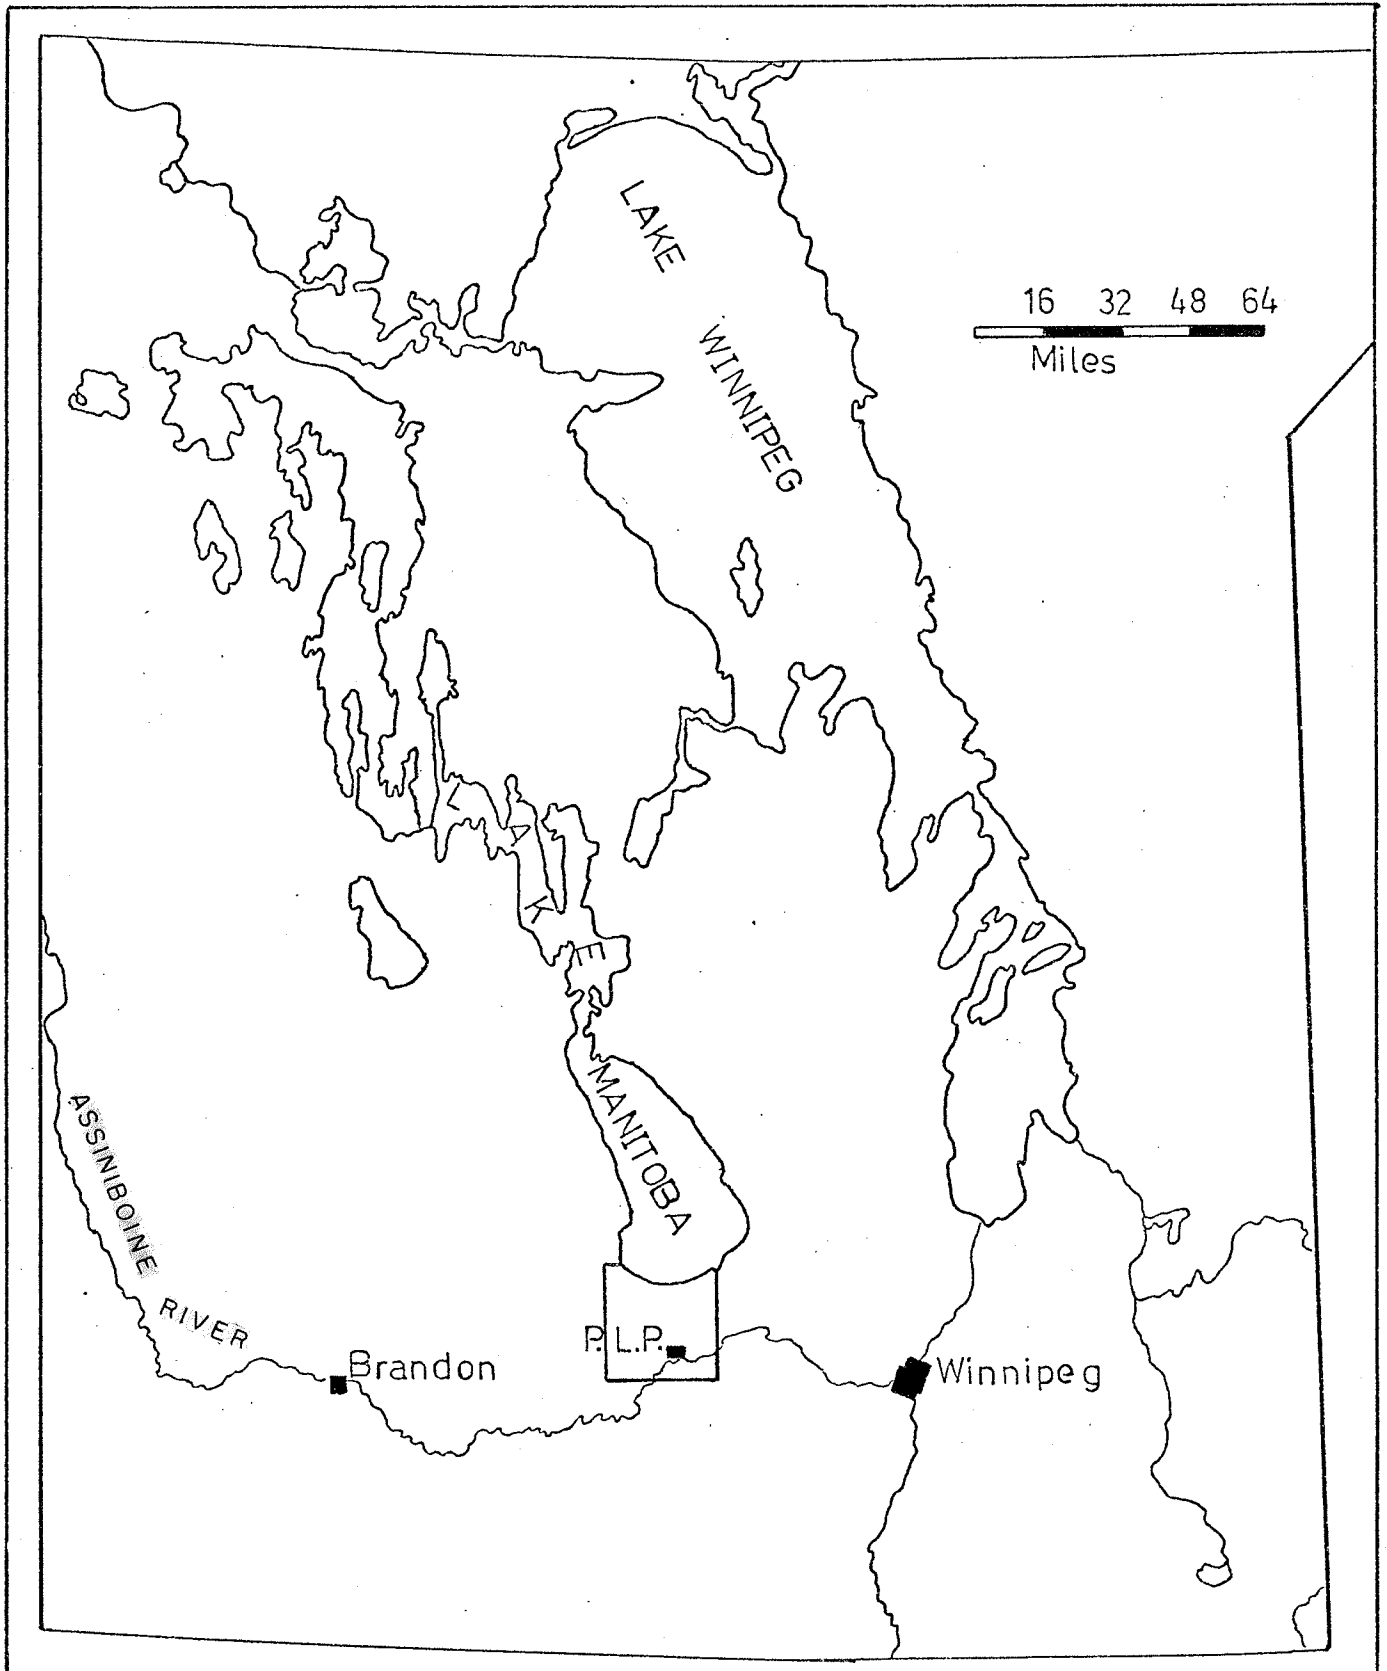 LAKE
WINNIPEG
16 32 48 64
Miles
LAKE
MANITOBA
ASSINIBOINE
RIVER
P.L.P.
Brandon
Winnipeg